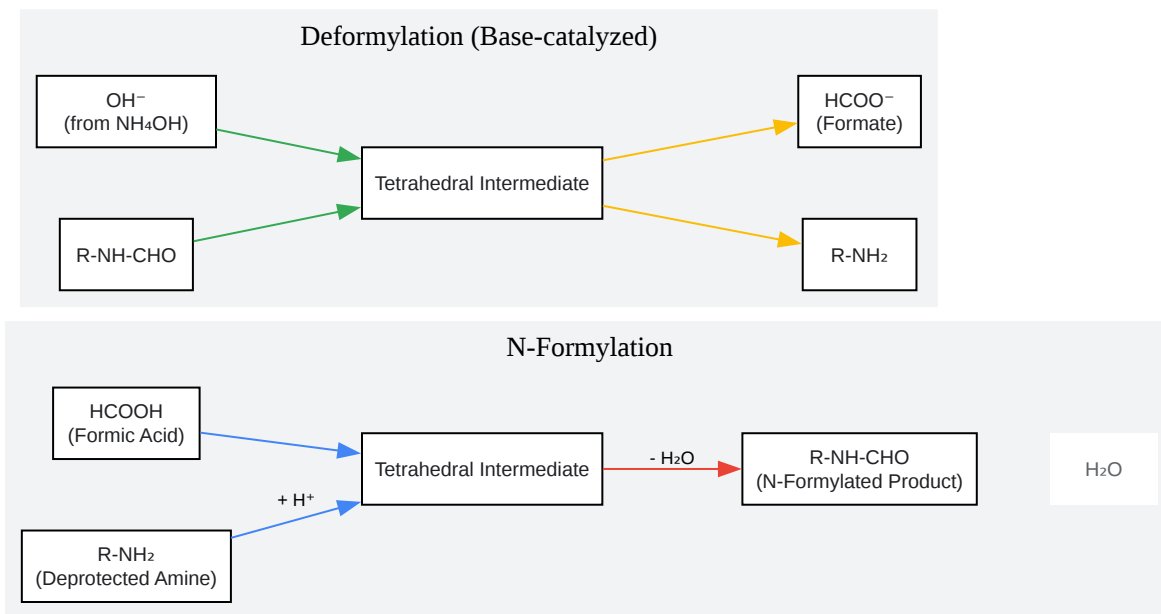 Deformylation (Base-catalyzed)
OH⁻
(from NH₄OH)
R-NH-CHO
Tetrahedral Intermediate
HCOO⁻
(Formate)
R-NH₂
N-Formylation
HCOOH
(Formic Acid)
+ H⁺
R-NH₂
(Deprotected Amine)
Tetrahedral Intermediate
- H₂O
R-NH-CHO
(N-Formylated Product)
H₂O